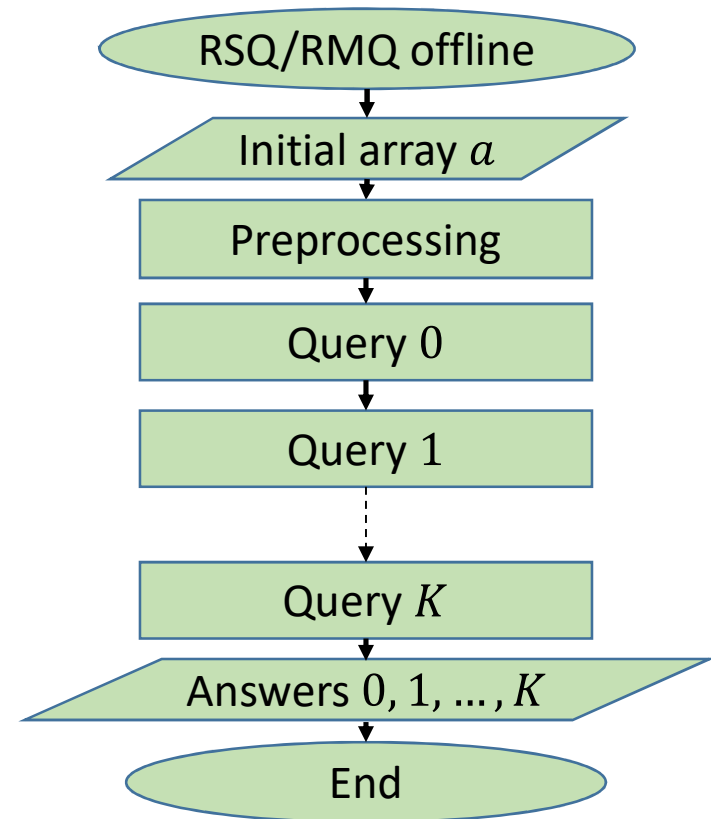 RSQ/RMQ offline
Initial array a
Preprocessing
Query 0
Query 1
Query K
Answers 0, 1, … , K
End